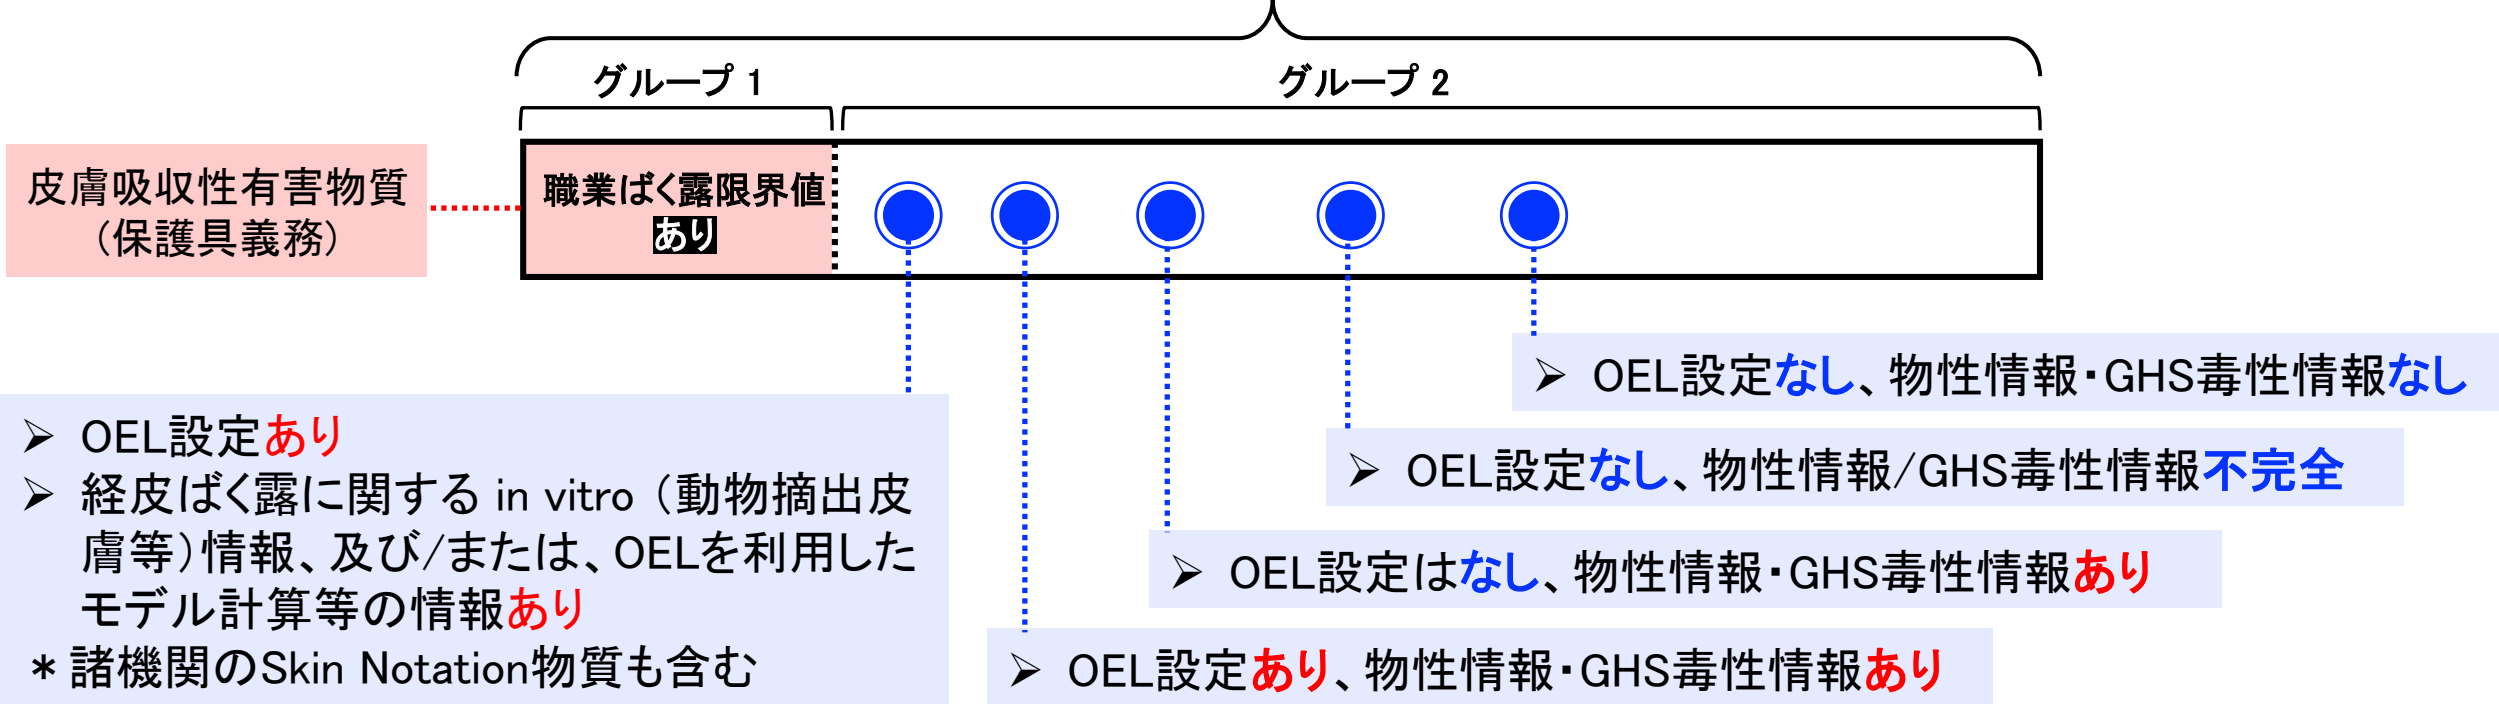 グループ 1
グループ 2
皮膚吸収性有害物質
（保護具義務）
職業ばく露限界値
あり
➢ OEL設定なし、物性情報・GHS毒性情報なし
➢ OEL設定あり
➢ 経皮ばく露に関する in vitro （動物摘出皮
膚等）情報、及び/または、OELを利用した
モデル計算等の情報あり
* 諸機関のSkin Notation物質も含む
➢ OEL設定なし、物性情報/GHS毒性情報不完全
➢ OEL設定はなし、物性情報・GHS毒性情報あり
➢ OEL設定あり、物性情報・GHS毒性情報あり